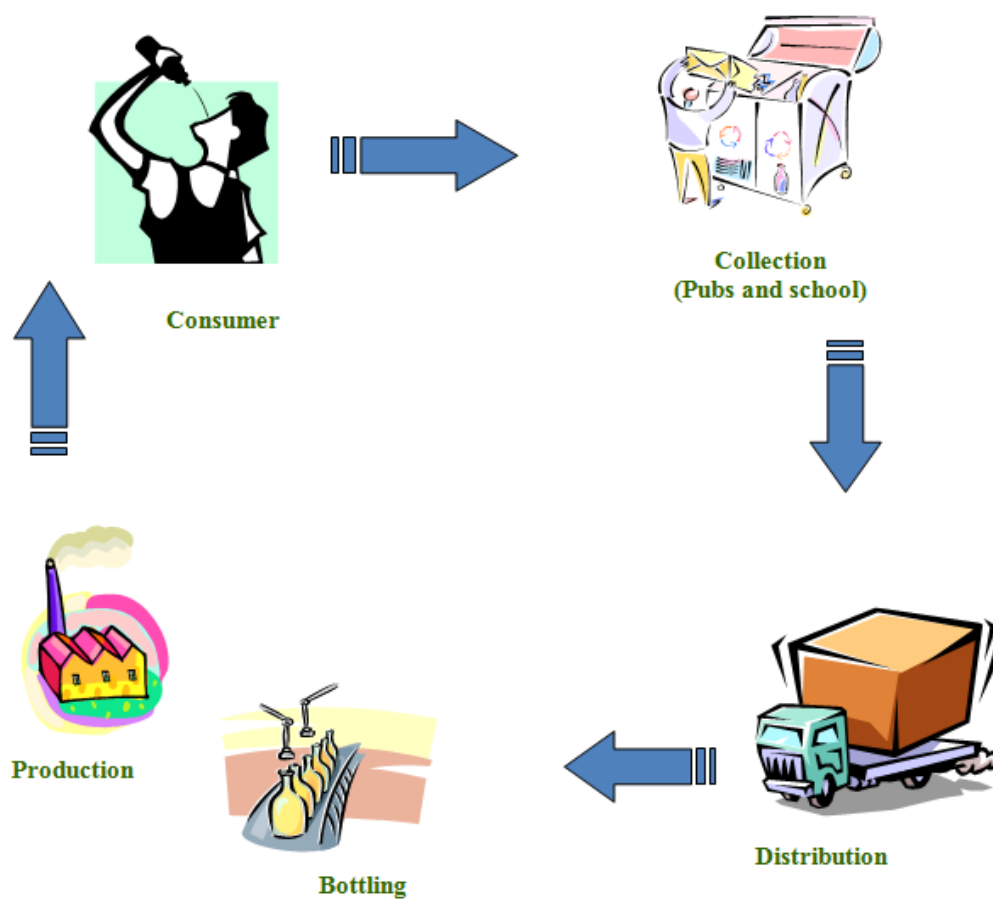 Consumer
Collection
(Pubs and school)
Production
Bottling
Distribution